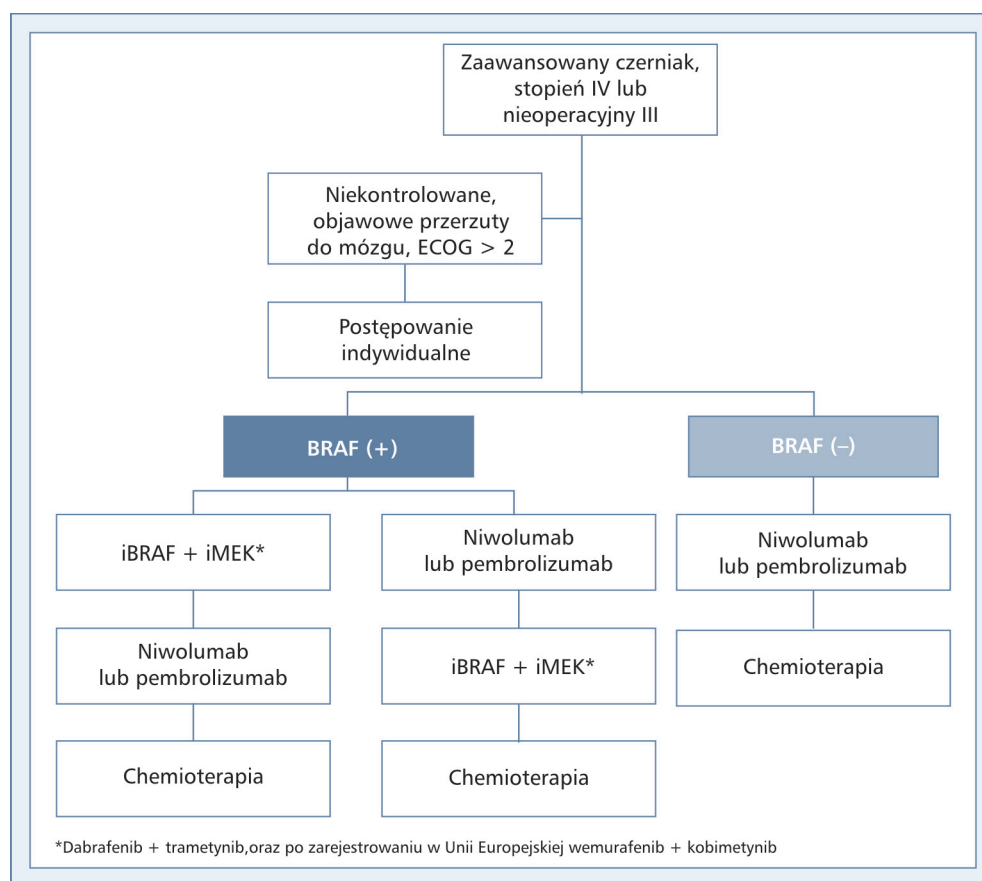 Zaawansowany czerniak,
stopień IV lub
nieoperacyjny III
Niekontrolowane,
objawowe przerzuty
do mózgu, ECOG > 2
Postępowanie
indywidualne
BRAF (+)
BRAF (–)
iBRAF + iMEK*
Niwolumab
lub pembrolizumab
Niwolumab
lub pembrolizumab
Niwolumab
lub pembrolizumab
iBRAF + iMEK*
Chemioterapia
Chemioterapia
Chemioterapia
*Dabrafenib + trametynib,oraz po zarejestrowaniu w Unii Europejskiej wemurafenib + kobimetynib